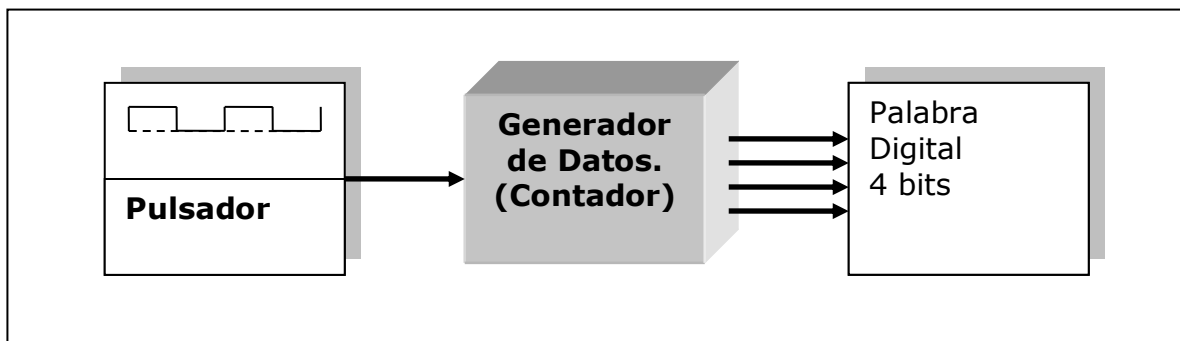 Pulsador
Generador
de Datos.
(Contador)
Palabra
Digital
4 bits